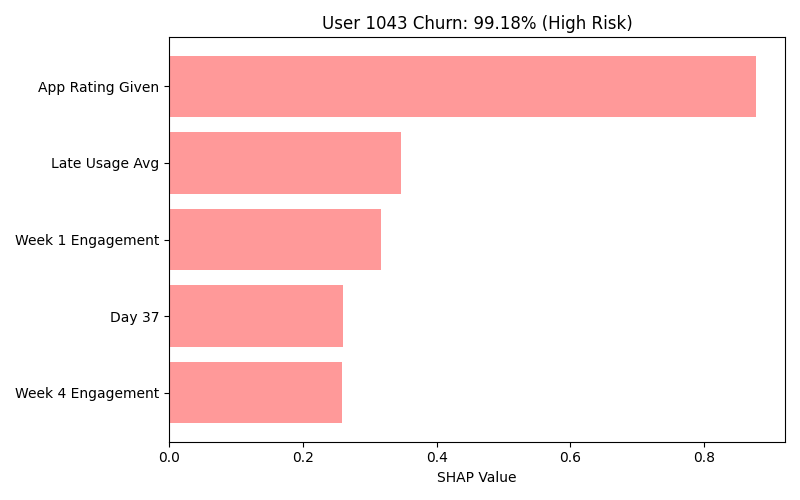 User 1043 Churn: 99.18% (High Risk)
App Rating Given
Late Usage Avg
Week 1 Engagement
Day 37
Week 4 Engagement
0.0 0.2 0.4 0.6 0.8
SHAP Value